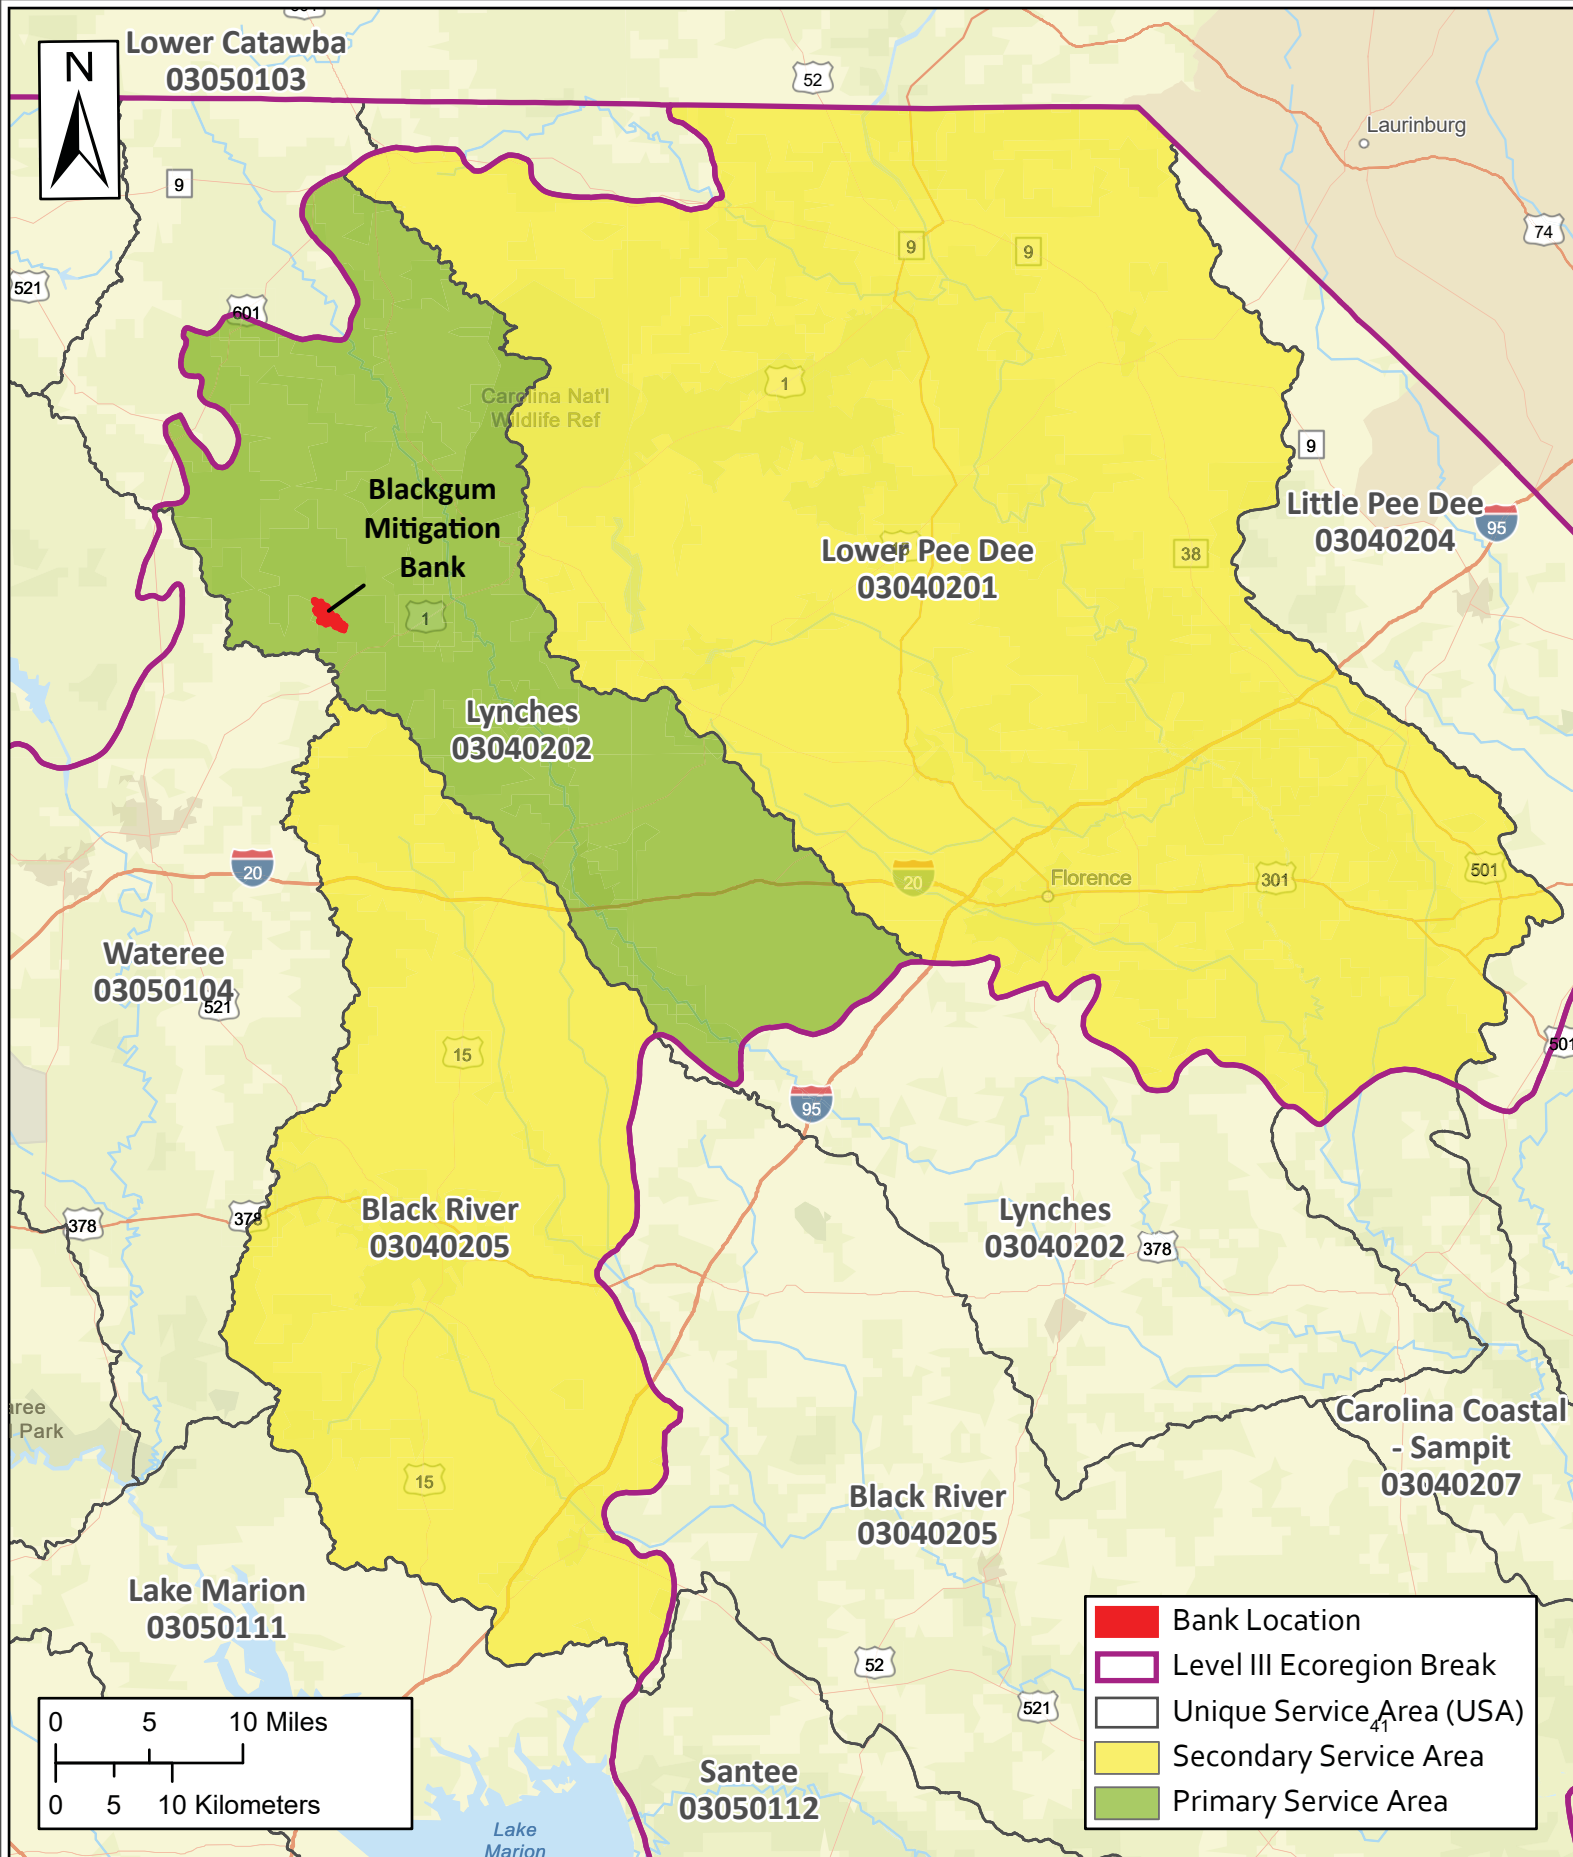 Lower Catawba
03050103
N
52
Laurinburg
9
74
9
9
521
601
1
Carolina Nat'l
Wildlife Ref
9
Blackgum
Mitigation
Bank
Little Pee Dee
03040204
95
Lower Pee Dee
03040201
38
1
Lynches
03040202
20
20
Florence
301
501
Wateree
03050104
521
15
501
95
378
378
Black River
03040205
Lynches
03040202
378
aree
l Park
Carolina Coastal
- Sampit
03040207
15
Black River
03040205
Lake Marion
03050111
52
521
Santee
03050112
Lake
Marion
Bank Location
Level III Ecoregion Break
Unique Service Area (USA)
41
Secondary Service Area
Primary Service Area
0 5 10 Miles
0 5 10 Kilometers